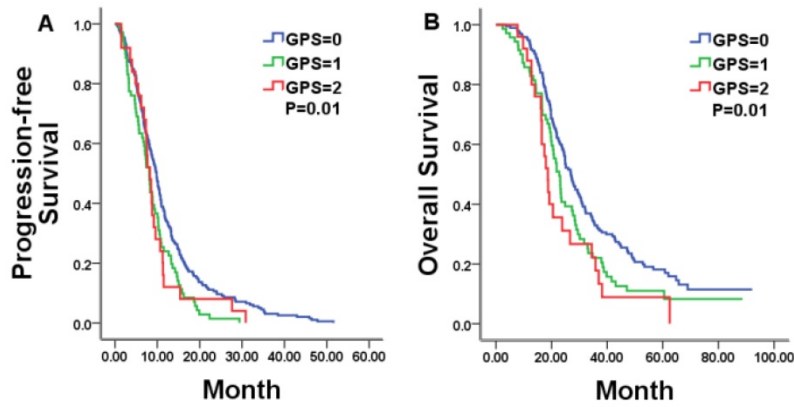 A
GPS=0
GPS=1
GPS=2
P=0.01
Progression-free
Survival
1.0
0.8
0.6
0.4
0.2
0.0
0.00 10.00 20.00 30.00 40.00 50.00 60.00
Month
B
GPS=0
GPS=1
GPS=2
P=0.01
Overall Survival
1.0
0.8
0.6
0.4
0.2
0.0
0.00 20.00 40.00 60.00 80.00 100.00
Month